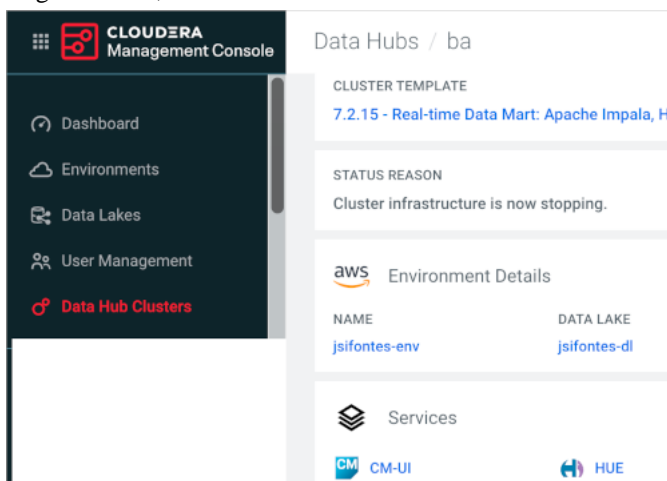 CLOUDERA
Management Console
Data Hubs / ba
Dashboard
Environments
Data Lakes
User Management
Data Hub Clusters
CLUSTER TEMPLATE
7.2.15 - Real-time Data Mart: Apache Impala, H
STATUS REASON
Cluster infrastructure is now stopping.
aws Environment Details
NAME DATA LAKE
jsifontes-env jsifontes-dl
Services
CM CM-UI HUE